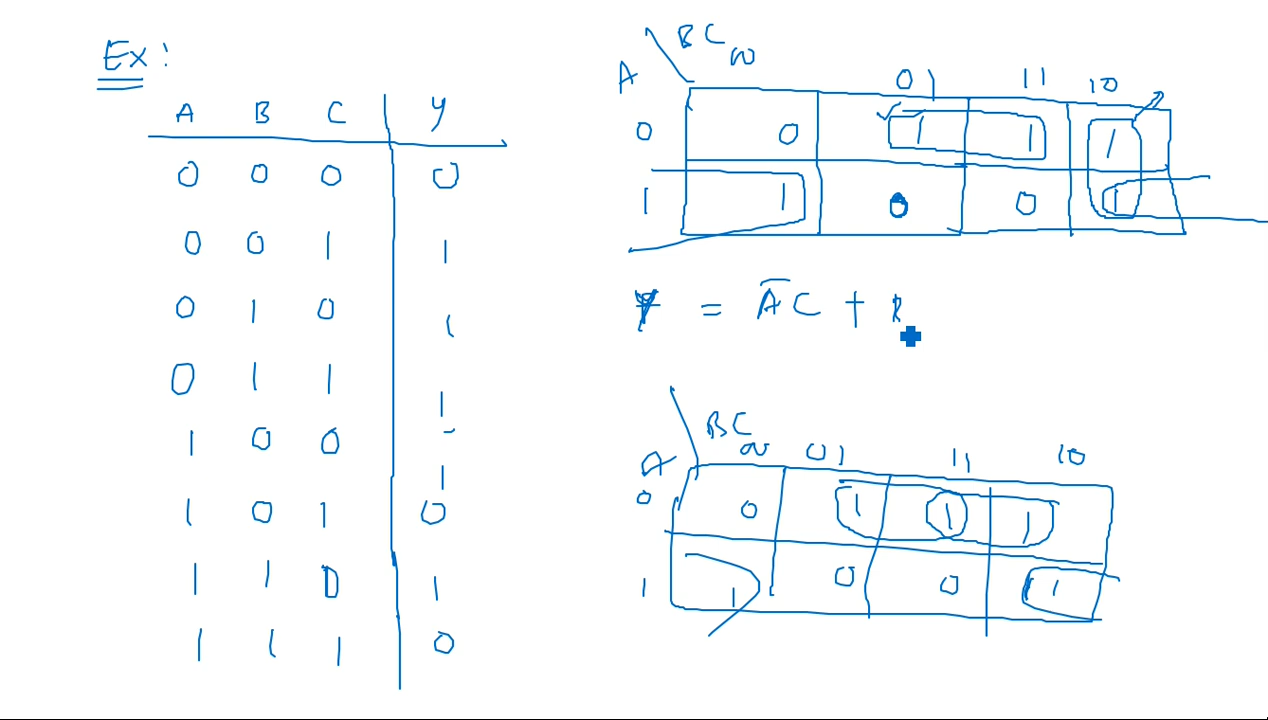 Ex:
A B C y
0 0 0 0
0 0 1 1
0 1 0 1
0 1 1 1
1 0 0 1
1 0 1 0
1 1 0 1
1 1 1 0
BC
A 00 01 11 10
0 0 1 1 1
1 1 0 0 1
Y = A̅C + B
BC
A 00 01 11 10
0 0 1 1 1
1 1 0 0 1